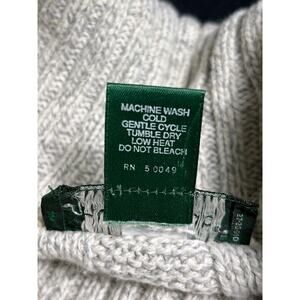 MACHINE WASH
COLD
GENTLE CYCLE
TUMBLE DRY
LOW HEAT
DO NOT BLEACH
RN 50049